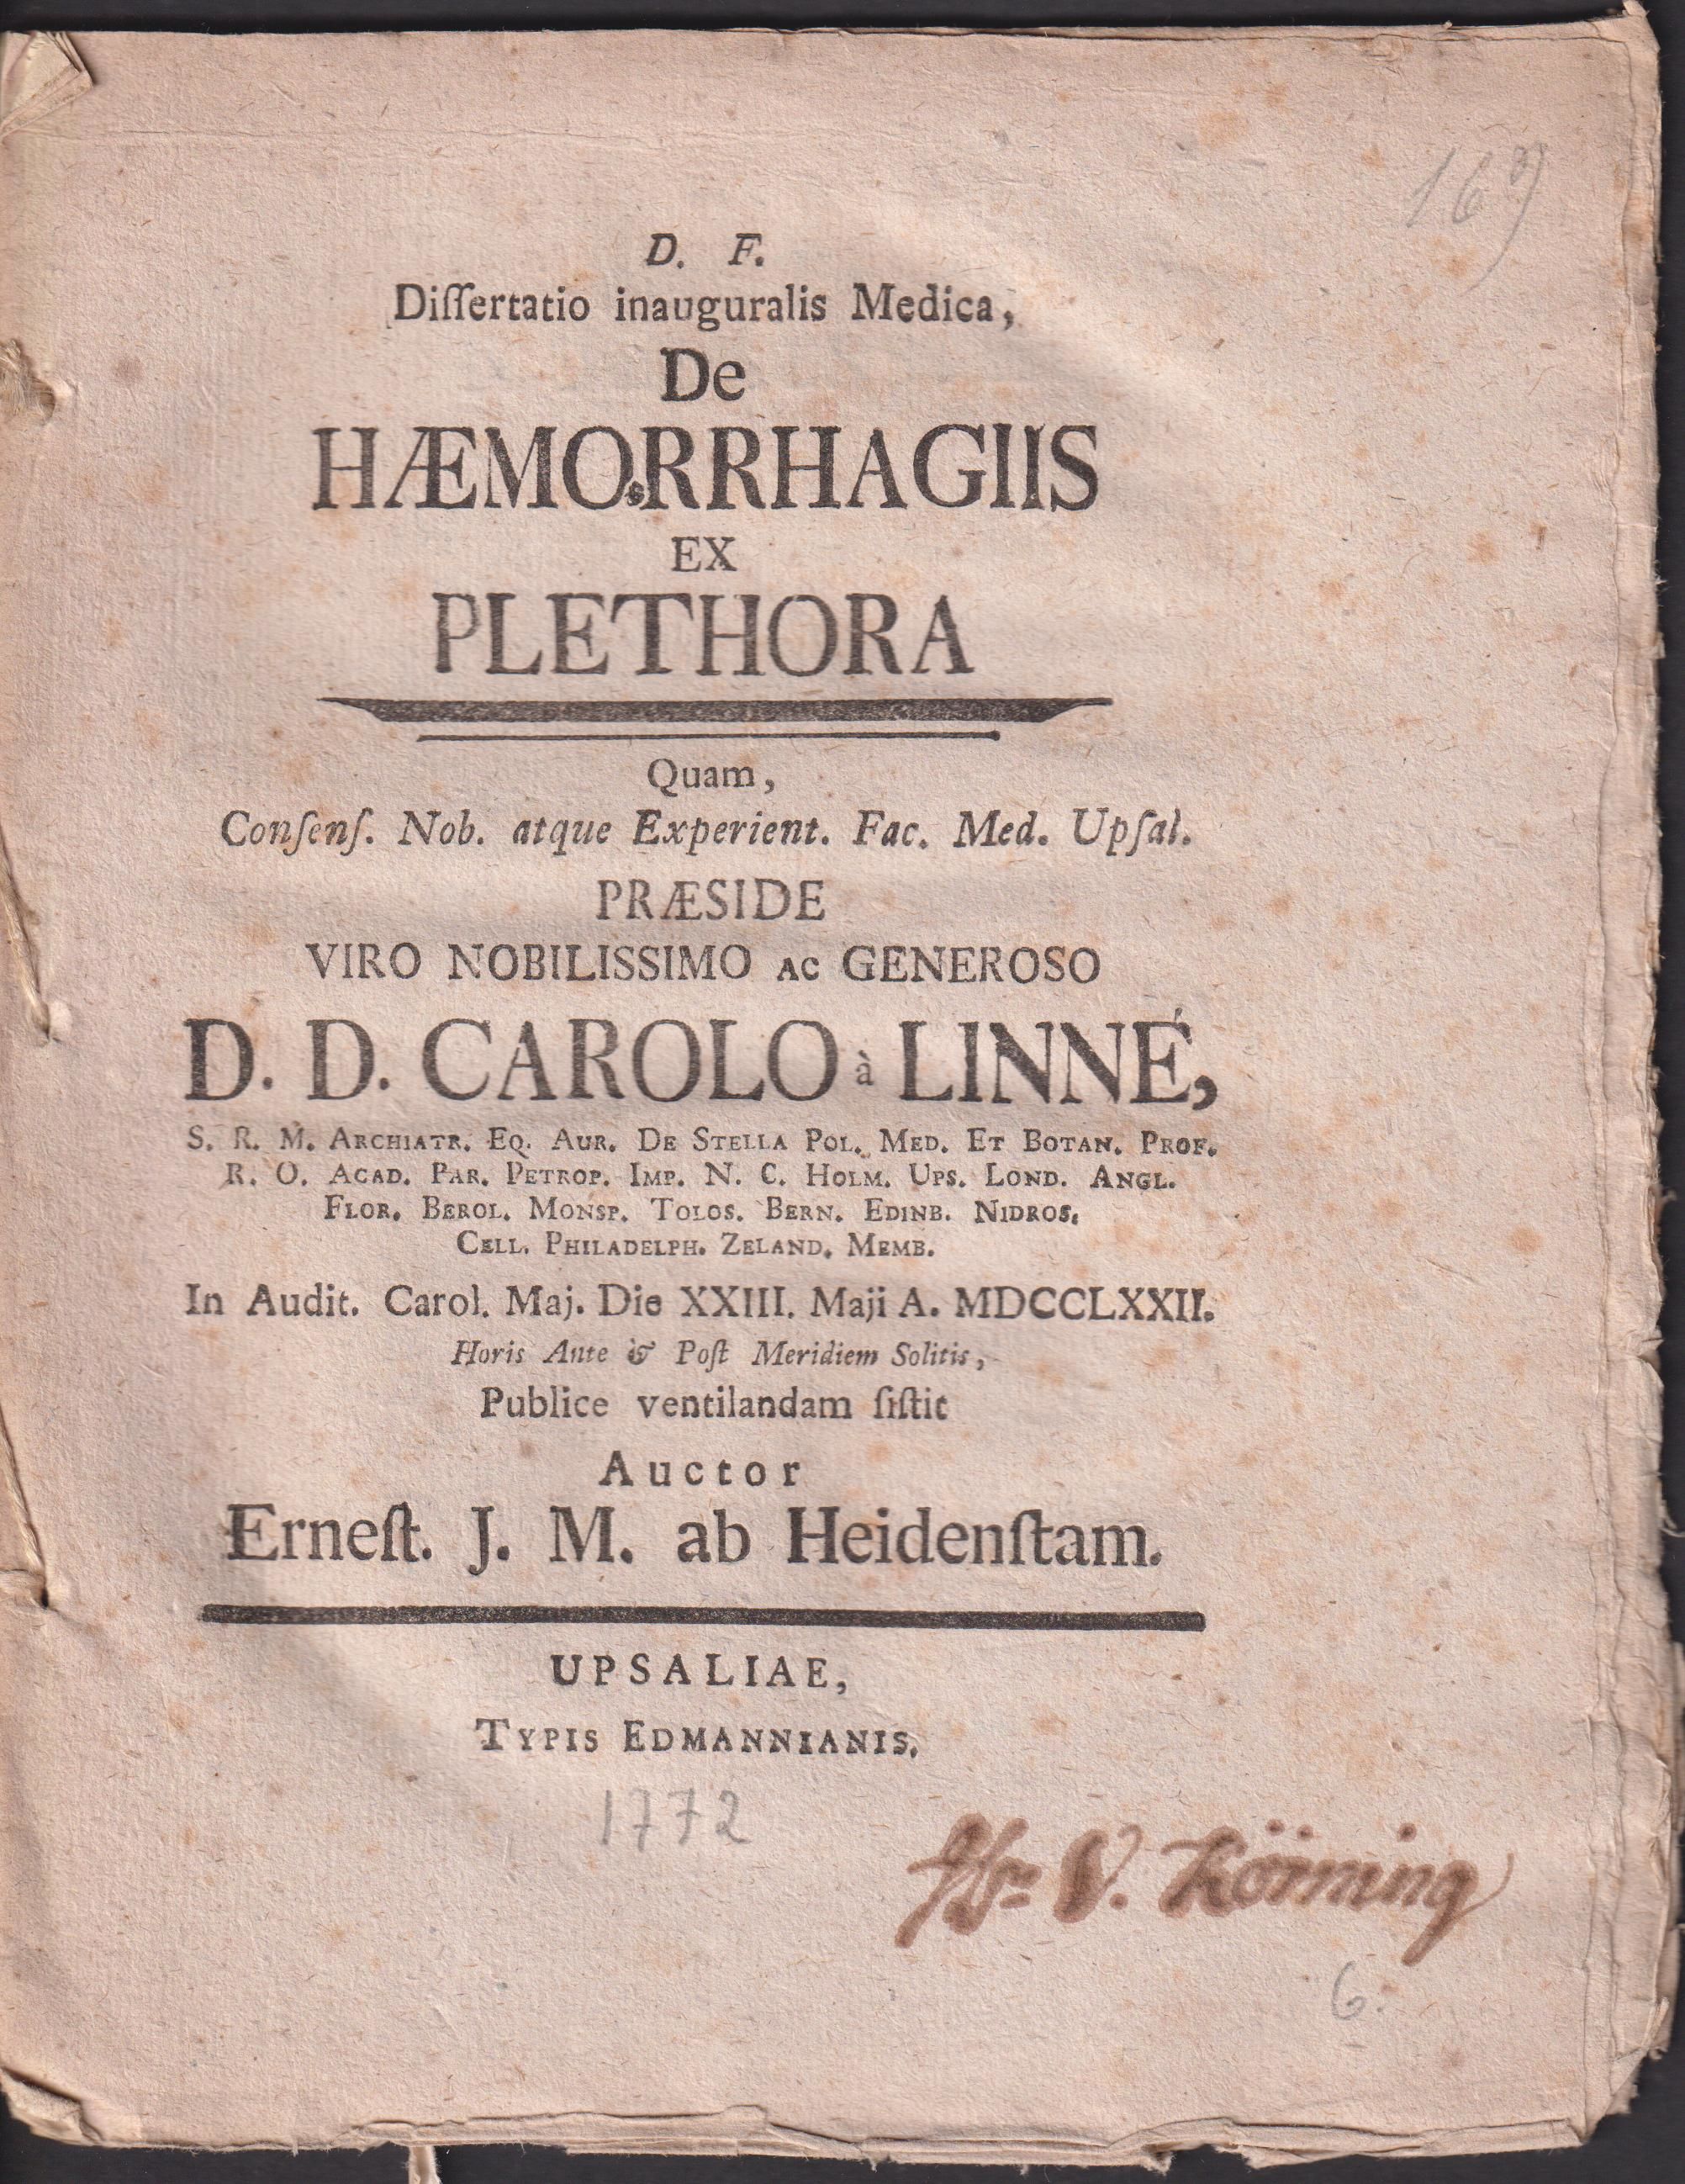 169
D. F.
Diſſertatio inauguralis Medica,
De
HÆMORRHAGIIS
EX
PLETHORA
Quam,
Conſenſ. Nob. atque Experient. Fac. Med. Upſal.
PRÆSIDE
VIRO NOBILISSIMO AC GENEROSO
D. D. CAROLO à LINNÉ,
S. R. M. ARCHIATR. EQ. AUR. DE STELLA POL. MED. ET BOTAN. PROF.
R. O. ACAD. PAR. PETROP. IMP. N. C. HOLM. UPS. LOND. ANGL.
FLOR. BEROL. MONSP. TOLOS. BERN. EDINB. NIDROS.
CELL. PHILADELPH. ZELAND. MEMB.
In Audit. Carol. Maj. Die XXIII. Maji A. MDCCLXXII.
Horis Ante & Poſt Meridiem Solitis,
Publice ventilandam ſiſtit
Auctor
Erneſt. J. M. ab Heidenſtam.
UPSALIAE,
TYPIS EDMANNIANIS.
1772
V. Körning
6.